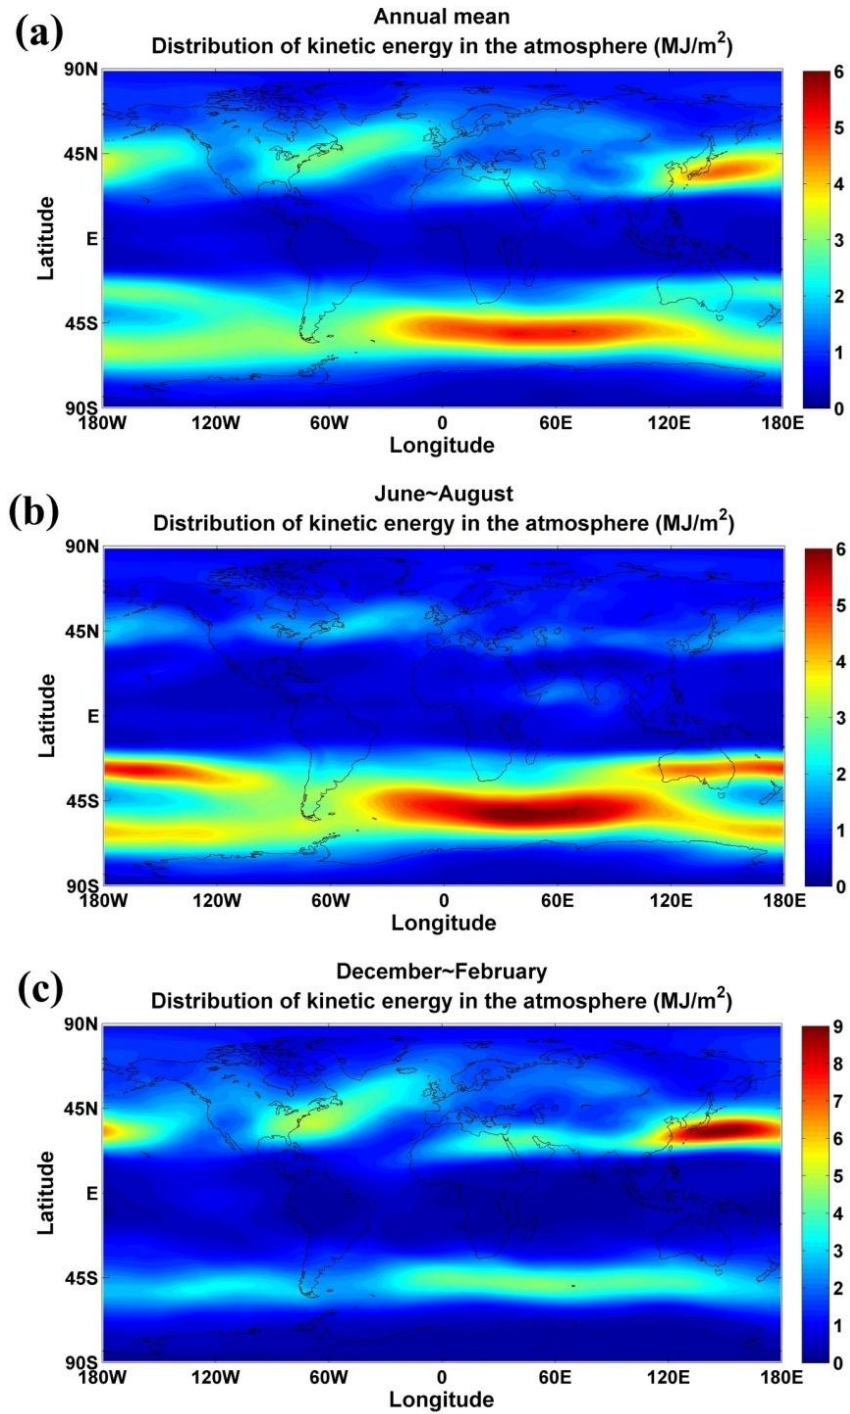 (a)
Annual mean
Distribution of kinetic energy in the atmosphere (MJ/m²)
90N
45N
E
45S
90S
Latitude
180W 120W 60W 0 60E 120E 180E
Longitude
6
5
4
3
2
1
0
(b)
June~August
Distribution of kinetic energy in the atmosphere (MJ/m²)
90N
45N
E
45S
90S
Latitude
180W 120W 60W 0 60E 120E 180E
Longitude
6
5
4
3
2
1
0
(c)
December~February
Distribution of kinetic energy in the atmosphere (MJ/m²)
90N
45N
E
45S
90S
Latitude
180W 120W 60W 0 60E 120E 180E
Longitude
9
8
7
6
5
4
3
2
1
0